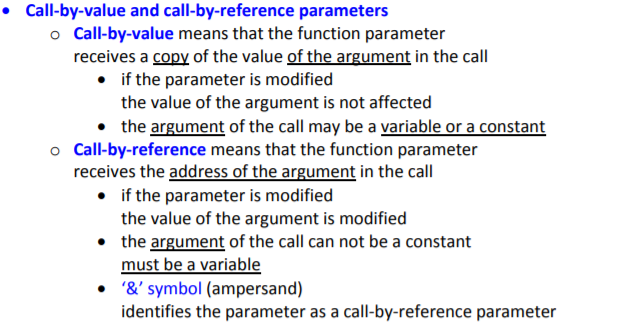 • Call-by-value and call-by-reference parameters
o Call-by-value means that the function parameter
receives a copy of the value of the argument in the call
• if the parameter is modified
the value of the argument is not affected
• the argument of the call may be a variable or a constant
o Call-by-reference means that the function parameter
receives the address of the argument in the call
• if the parameter is modified
the value of the argument is modified
• the argument of the call can not be a constant
must be a variable
• ‘&’ symbol (ampersand)
identifies the parameter as a call-by-reference parameter